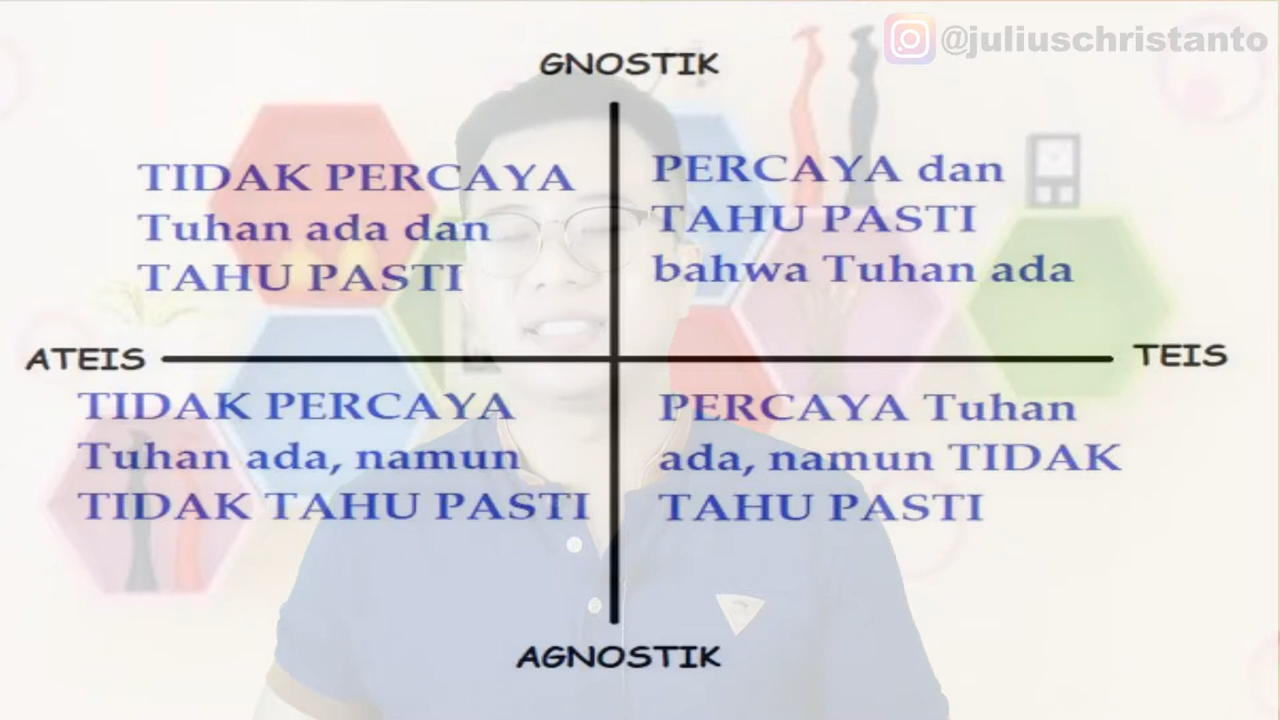 @juliuschristanto
GNOSTIK
TIDAK PERCAYA
Tuhan ada dan
TAHU PASTI
PERCAYA dan
TAHU PASTI
bahwa Tuhan ada
ATEIS
TEIS
TIDAK PERCAYA
Tuhan ada, namun
TIDAK TAHU PASTI
PERCAYA Tuhan
ada, namun TIDAK
TAHU PASTI
AGNOSTIK